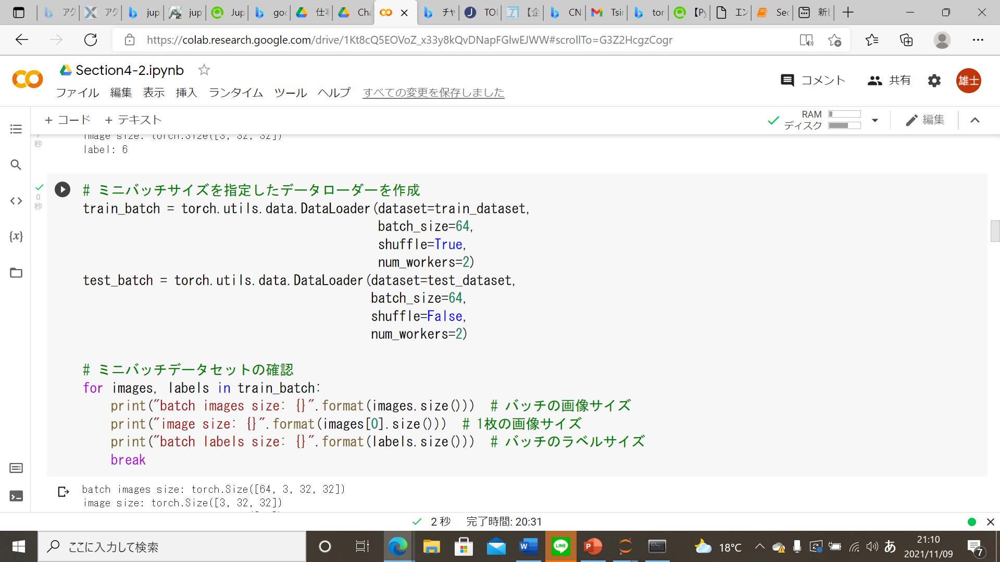 アク
アク
jup
jup
Jup
goo
仕事
Cha
チャ
TO
【企
CN
Tsi
tor
【Py
エン
Sec
新し
https://colab.research.google.com/drive/1Kt8cQ5EOVoZ_x33y8kQvDNapFGlwEJWW#scrollTo=G3Z2HcgzCogr
Section4-2.ipynb
コメント
共有
雄士
ファイル 編集 表示 挿入 ランタイム ツール ヘルプ すべての変更を保存しました
+ コード + テキスト
RAM
ディスク
編集
秒
image size: torch.Size([3, 32, 32])
label: 6
0
秒
# ミニバッチサイズを指定したデータローダーを作成
train_batch = torch.utils.data.DataLoader(dataset=train_dataset,
batch_size=64,
shuffle=True,
num_workers=2)
test_batch = torch.utils.data.DataLoader(dataset=test_dataset,
batch_size=64,
shuffle=False,
num_workers=2)
# ミニバッチデータセットの確認
for images, labels in train_batch:
print("batch images size: {}".format(images.size())) # バッチの画像サイズ
print("image size: {}".format(images[0].size())) # 1枚の画像サイズ
print("batch labels size: {}".format(labels.size())) # バッチのラベルサイズ
break
batch images size: torch.Size([64, 3, 32, 32])
image size: torch.Size([3, 32, 32])
2 秒 完了時間: 20:31
ここに入力して検索
LINE
18°C
あ
21:10
2021/11/09
7